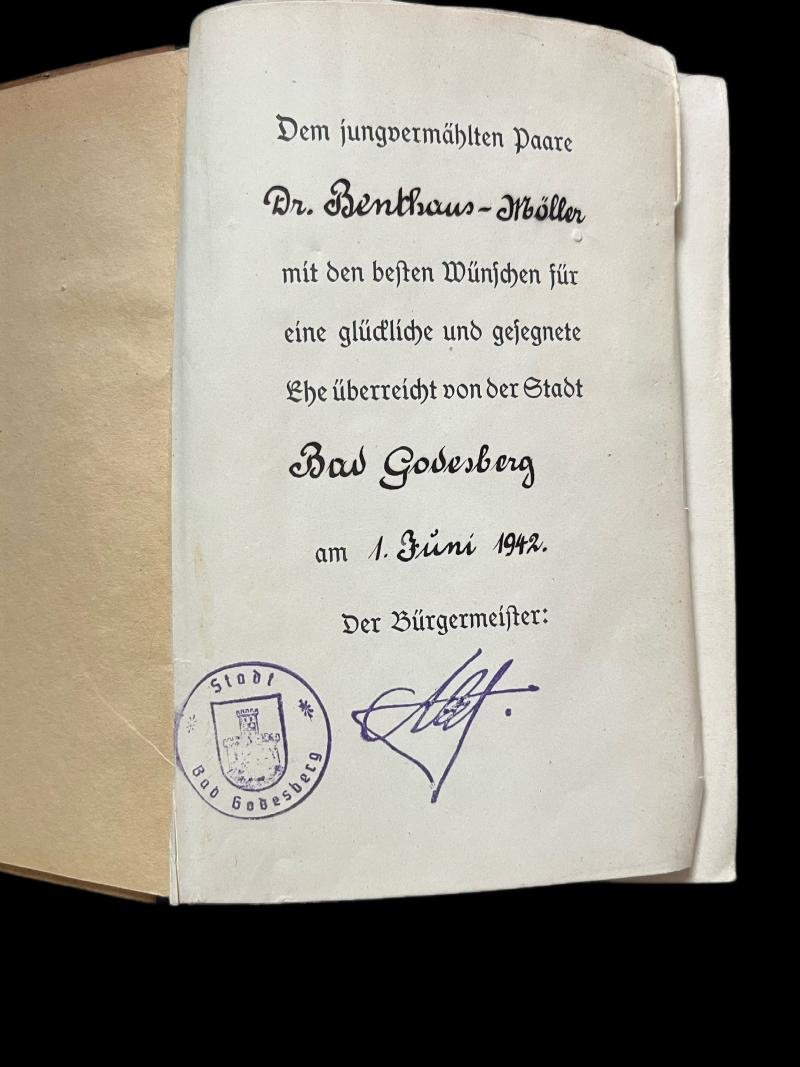 Dem jungvermählten Paare
Dr. Benthaus-Möller
mit den besten Wünschen für
eine glückliche und gesegnete
Ehe überreicht von der Stadt
Bad Godesberg
am 1. Juni 1942.
Der Bürgermeister:
Stadt
Bad Godesberg